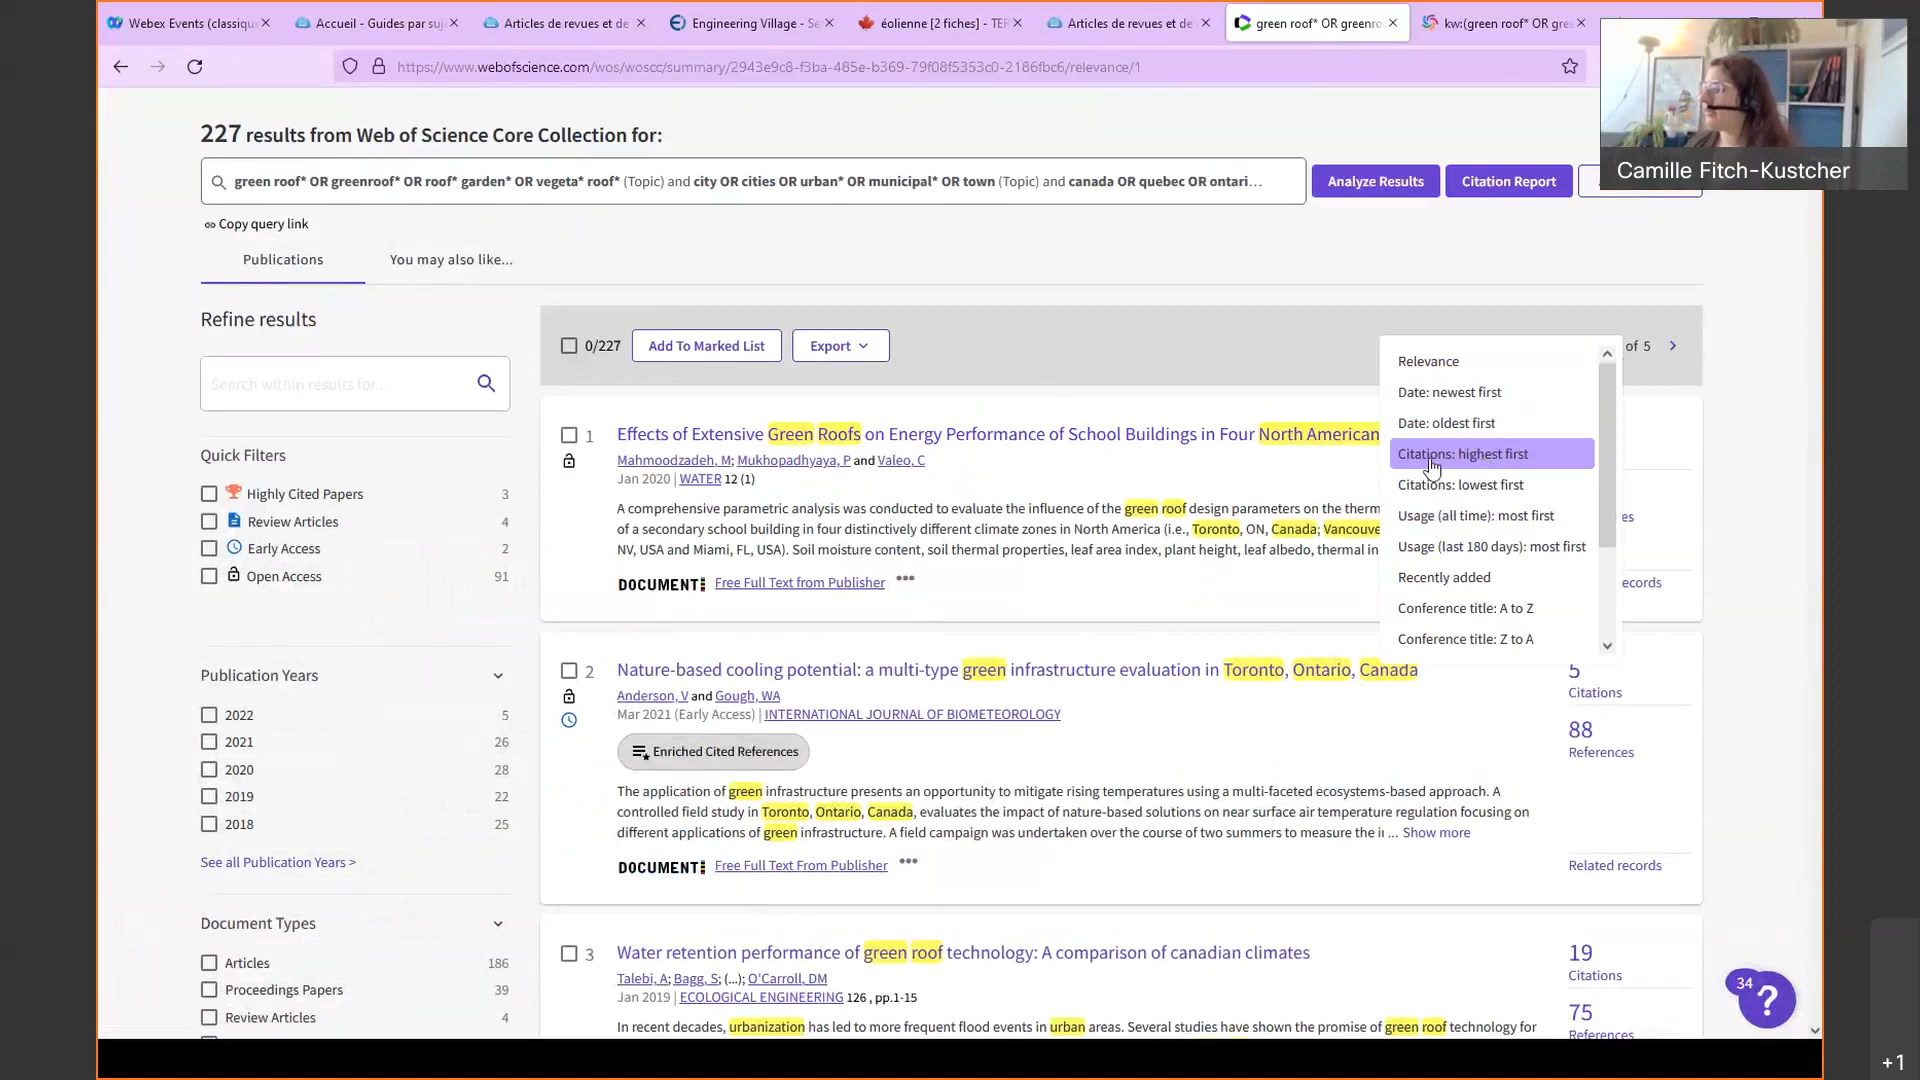 Webex Events (classiqu
Accueil - Guides par suj
Articles de revues et de
Engineering Village - Se
éolienne [2 fiches] - TER
Articles de revues et de
green roof* OR greenro
kw:(green roof* OR gre
https://www.webofscience.com/wos/woscc/summary/2943e9c8-f3ba-485e-b369-79f08f5353c0-2186fbc6/relevance/1
Camille Fitch-Kustcher
227 results from Web of Science Core Collection for:
green roof* OR greenroof* OR roof* garden* OR vegeta* roof* (Topic) and city OR cities OR urban* OR municipal* OR town (Topic) and canada OR quebec OR ontari...
Analyze Results
Citation Report
Copy query link
Publications
You may also like...
Refine results
Search within results for...
Quick Filters
Highly Cited Papers 3
Review Articles 4
Early Access 2
Open Access 91
Publication Years
2022 5
2021 26
2020 28
2019 22
2018 25
See all Publication Years >
Document Types
Articles 186
Proceedings Papers 39
Review Articles 4
0/227
Add To Marked List
Export
of 5
Relevance
Date: newest first
Date: oldest first
Citations: highest first
Citations: lowest first
Usage (all time): most first
Usage (last 180 days): most first
Recently added
Conference title: A to Z
Conference title: Z to A
1
Effects of Extensive Green Roofs on Energy Performance of School Buildings in Four North American
Mahmoodzadeh, M; Mukhopadhyaya, P and Valeo, C
Jan 2020 | WATER 12 (1)
A comprehensive parametric analysis was conducted to evaluate the influence of the green roof design parameters on the therm
of a secondary school building in four distinctively different climate zones in North America (i.e., Toronto, ON, Canada; Vancouve
NV, USA and Miami, FL, USA). Soil moisture content, soil thermal properties, leaf area index, plant height, leaf albedo, thermal in
DOCUMENT Free Full Text from Publisher •••
es
ecords
2
Nature-based cooling potential: a multi-type green infrastructure evaluation in Toronto, Ontario, Canada
Anderson, V and Gough, WA
Mar 2021 (Early Access) | INTERNATIONAL JOURNAL OF BIOMETEOROLOGY
Enriched Cited References
The application of green infrastructure presents an opportunity to mitigate rising temperatures using a multi-faceted ecosystems-based approach. A
controlled field study in Toronto, Ontario, Canada, evaluates the impact of nature-based solutions on near surface air temperature regulation focusing on
different applications of green infrastructure. A field campaign was undertaken over the course of two summers to measure the ii ... Show more
DOCUMENT Free Full Text From Publisher •••
5
Citations
88
References
Related records
3
Water retention performance of green roof technology: A comparison of canadian climates
Talebi, A; Bagg, S; (...); O'Carroll, DM
Jan 2019 | ECOLOGICAL ENGINEERING 126 , pp.1-15
In recent decades, urbanization has led to more frequent flood events in urban areas. Several studies have shown the promise of green roof technology for
19
Citations
75
References
34
?
+1